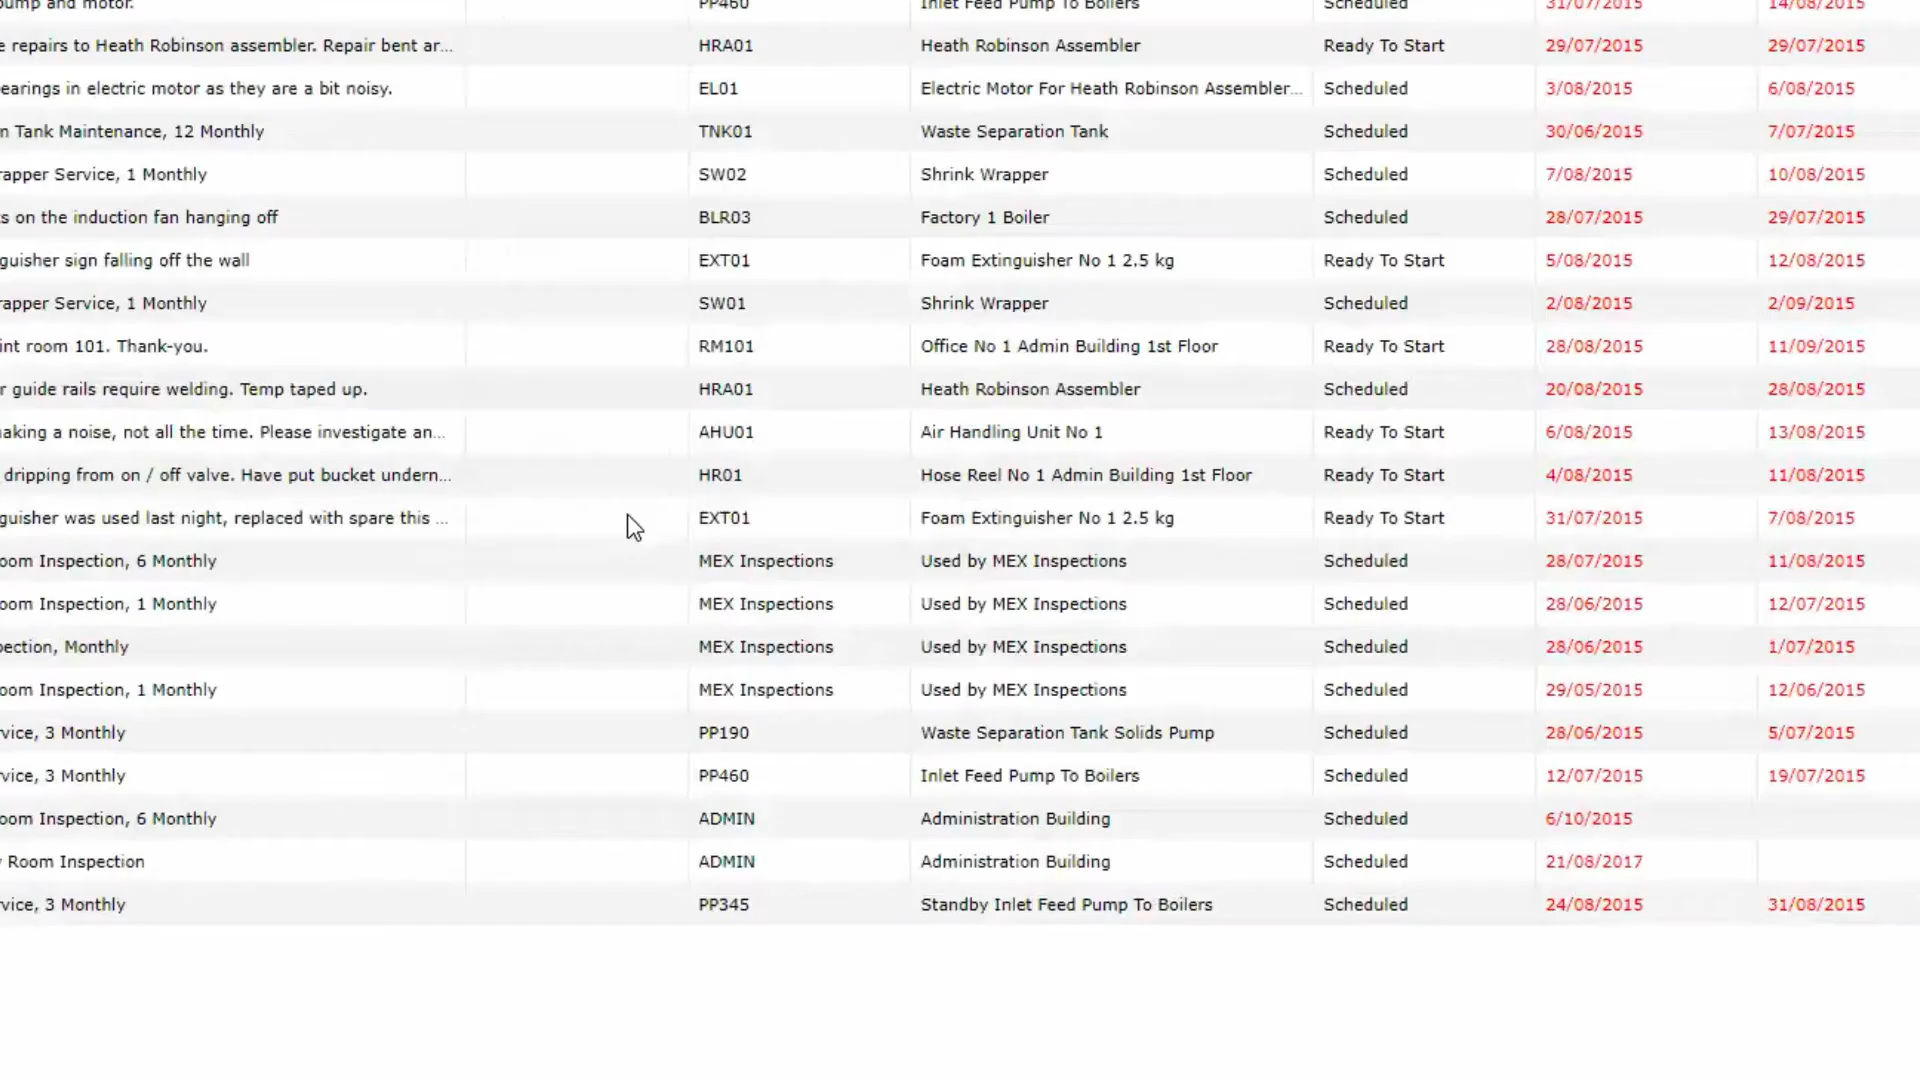 pump and motor. PP460 Inlet Feed Pump To Boilers Scheduled 31/07/2015 14/08/2015
e repairs to Heath Robinson assembler. Repair bent ar... HRA01 Heath Robinson Assembler Ready To Start 29/07/2015 29/07/2015
earings in electric motor as they are a bit noisy. EL01 Electric Motor For Heath Robinson Assembler... Scheduled 3/08/2015 6/08/2015
n Tank Maintenance, 12 Monthly TNK01 Waste Separation Tank Scheduled 30/06/2015 7/07/2015
rapper Service, 1 Monthly SW02 Shrink Wrapper Scheduled 7/08/2015 10/08/2015
ts on the induction fan hanging off BLR03 Factory 1 Boiler Scheduled 28/07/2015 29/07/2015
guisher sign falling off the wall EXT01 Foam Extinguisher No 1 2.5 kg Ready To Start 5/08/2015 12/08/2015
rapper Service, 1 Monthly SW01 Shrink Wrapper Scheduled 2/08/2015 2/09/2015
int room 101. Thank-you. RM101 Office No 1 Admin Building 1st Floor Ready To Start 28/08/2015 11/09/2015
r guide rails require welding. Temp taped up. HRA01 Heath Robinson Assembler Scheduled 20/08/2015 28/08/2015
making a noise, not all the time. Please investigate an... AHU01 Air Handling Unit No 1 Ready To Start 6/08/2015 13/08/2015
dripping from on / off valve. Have put bucket undern... HR01 Hose Reel No 1 Admin Building 1st Floor Ready To Start 4/08/2015 11/08/2015
guisher was used last night, replaced with spare this ... EXT01 Foam Extinguisher No 1 2.5 kg Ready To Start 31/07/2015 7/08/2015
oom Inspection, 6 Monthly MEX Inspections Used by MEX Inspections Scheduled 28/07/2015 11/08/2015
oom Inspection, 1 Monthly MEX Inspections Used by MEX Inspections Scheduled 28/06/2015 12/07/2015
pection, Monthly MEX Inspections Used by MEX Inspections Scheduled 28/06/2015 1/07/2015
oom Inspection, 1 Monthly MEX Inspections Used by MEX Inspections Scheduled 29/05/2015 12/06/2015
vice, 3 Monthly PP190 Waste Separation Tank Solids Pump Scheduled 28/06/2015 5/07/2015
vice, 3 Monthly PP460 Inlet Feed Pump To Boilers Scheduled 12/07/2015 19/07/2015
oom Inspection, 6 Monthly ADMIN Administration Building Scheduled 6/10/2015
y Room Inspection ADMIN Administration Building Scheduled 21/08/2017
vice, 3 Monthly PP345 Standby Inlet Feed Pump To Boilers Scheduled 24/08/2015 31/08/2015